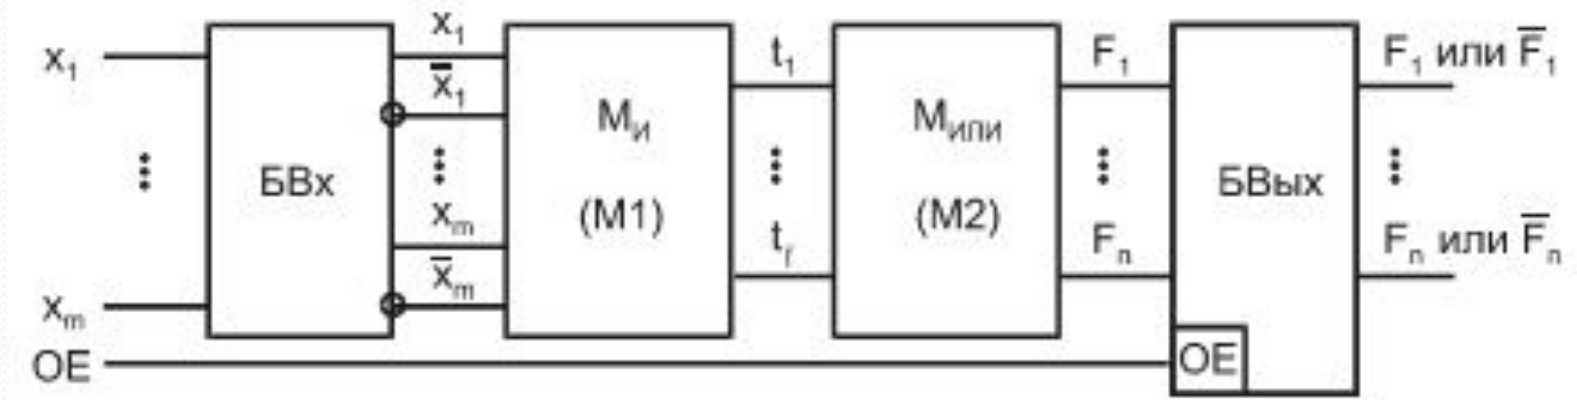 x₁
⋮
xₘ
OE
БВх
x₁
x̅₁
⋮
xₘ
x̅ₘ
Mᴎ
(M1)
t₁
⋮
tᵣ
Mили
(M2)
F₁
⋮
Fₙ
БВых
OE
F₁ или F̅₁
⋮
Fₙ или F̅ₙ